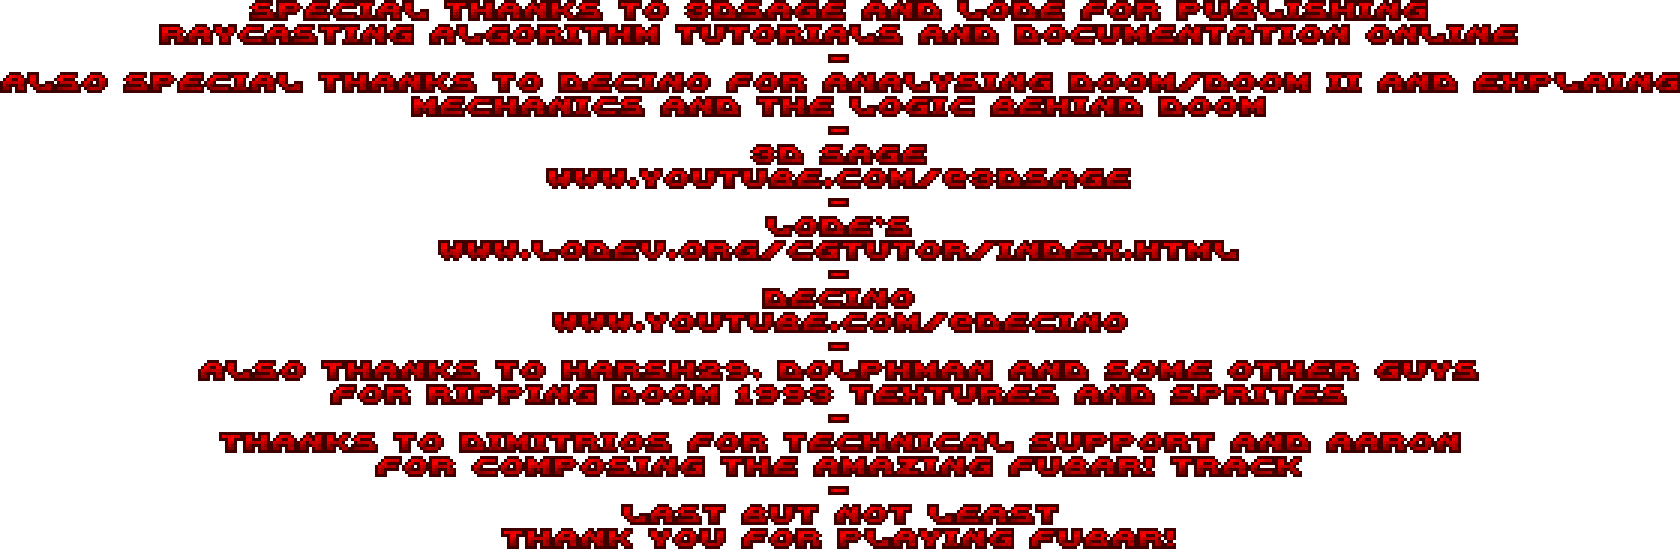 SPECIAL THANKS TO 3DSAGE AND LODE FOR PUBLISHING
RAYCASTING ALGORITHM TUTORIALS AND DOCUMENTATION ONLINE
-
ALSO SPECIAL THANKS TO DECINO FOR ANALYSING DOOM/DOOM II AND EXPLAING
MECHANICS AND THE LOGIC BEHIND DOOM
-
3D SAGE
WWW.YOUTUBE.COM/@3DSAGE
-
LODE'S
WWW.LODEV.ORG/CGTUTOR/INDEX.HTML
-
DECINO
WWW.YOUTUBE.COM/@DECINO
-
ALSO THANKS TO HARSH29, DOLPHMAN AND SOME OTHER GUYS
FOR RIPPING DOOM 1993 TEXTURES AND SPRITES
-
THANKS TO DIMITRIOS FOR TECHNICAL SUPPORT AND AARON
FOR COMPOSING THE AMAZING FUBAR! TRACK
-
LAST BUT NOT LEAST
THANK YOU FOR PLAYING FUBAR!